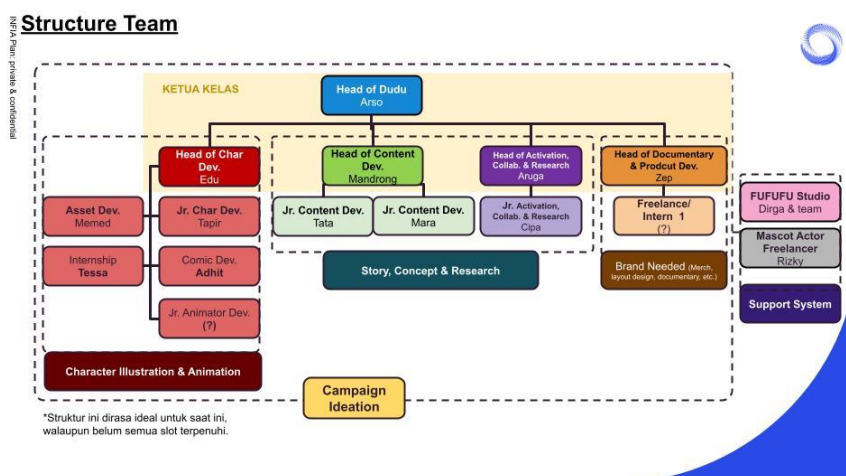 Structure Team
INFIA Plan: private & confidential
KETUA KELAS
Head of Dudu
Arso
Head of Char
Dev.
Edu
Head of Content
Dev.
Mandrong
Head of Activation,
Collab. & Research
Aruga
Head of Documentary
& Prodcut Dev.
Zep
Asset Dev.
Memed
Jr. Char Dev.
Tapir
Jr. Content Dev.
Tata
Jr. Content Dev.
Mara
Jr. Activation,
Collab. & Research
Cipa
Freelance/
Intern 1
(?)
FUFUFU Studio
Dirga & team
Mascot Actor
Freelancer
Rizky
Internship
Tessa
Comic Dev.
Adhit
Story, Concept & Research
Brand Needed (Merch,
layout design, documentary, etc.)
Support System
Jr. Animator Dev.
(?)
Character Illustration & Animation
Campaign
Ideation
*Struktur ini dirasa ideal untuk saat ini,
walaupun belum semua slot terpenuhi.